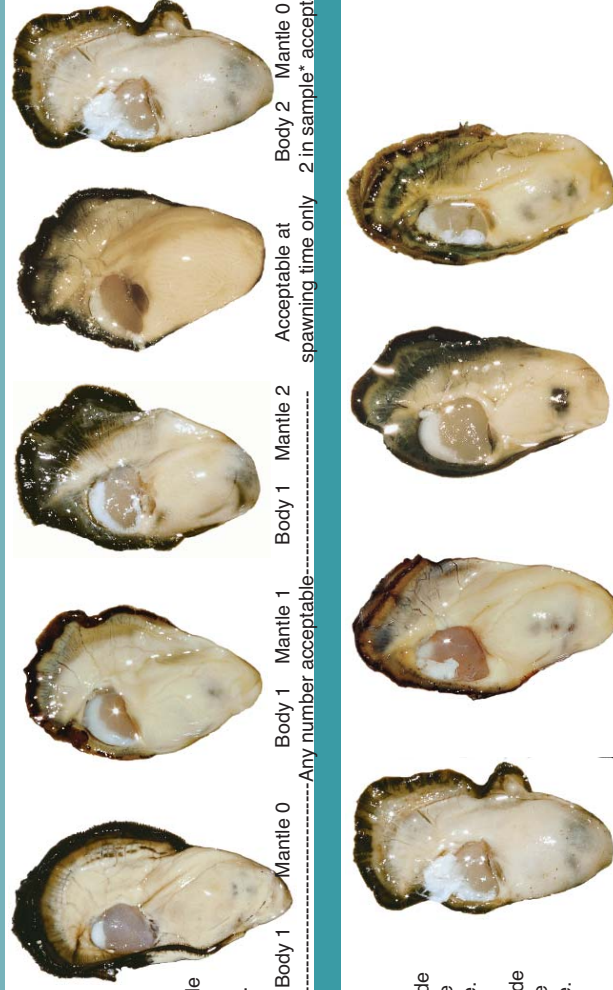 Body 1 Mantle 0
Body 1 Mantle 1
Body 1 Mantle 2
Acceptable at
spawning time only
Body 2 Mantle 0
2 in sample* accept
Any number acceptable